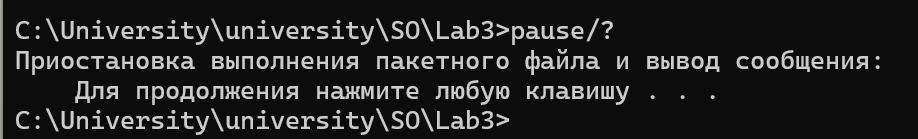 C:\University\university\SO\Lab3>pause/?
Приостановка выполнения пакетного файла и вывод сообщения:
    Для продолжения нажмите любую клавишу . . .
C:\University\university\SO\Lab3>